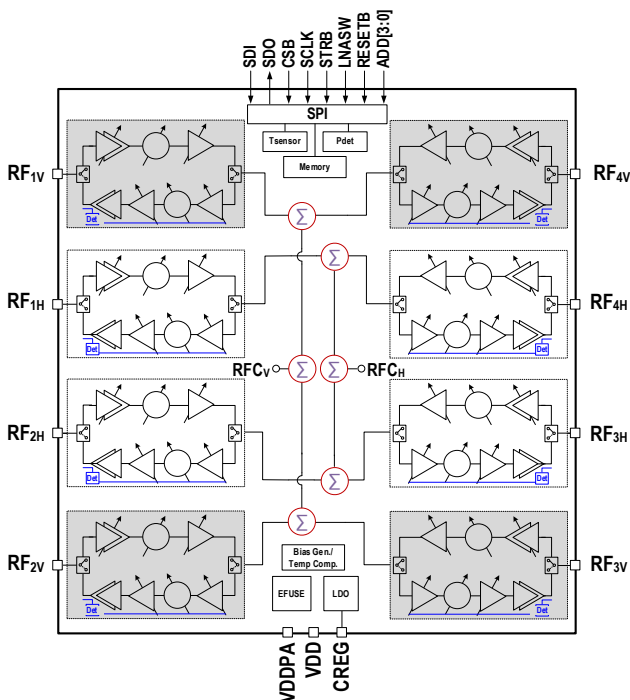 SDI
SDO
CSB
SCLK
STRB
LNASW
RESETB
ADD[3:0]
SPI
Tsensor
Pdet
Memory
RF1V
Det
Det
RF4V
Σ
Σ
RF1H
Det
Det
RF4H
RFCV
Σ
Σ
RFCH
RF2H
Det
Det
RF3H
Σ
Σ
RF2V
Det
Det
RF3V
Bias Gen./
Temp Comp.
EFUSE
LDO
VDDPA
VDD
CREG